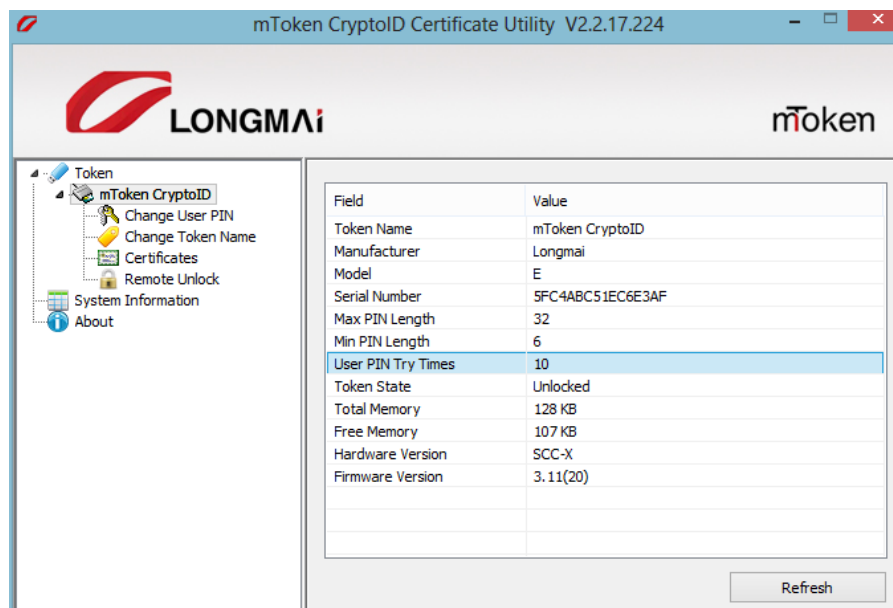 mToken CryptoID Certificate Utility V2.2.17.224
LONGMAi
mToken
Token
mToken CryptoID
Change User PIN
Change Token Name
Certificates
Remote Unlock
System Information
About
Field Value
Token Name mToken CryptoID
Manufacturer Longmai
Model E
Serial Number 5FC4ABC51EC6E3AF
Max PIN Length 32
Min PIN Length 6
User PIN Try Times 10
Token State Unlocked
Total Memory 128 KB
Free Memory 107 KB
Hardware Version SCC-X
Firmware Version 3.11(20)
Refresh